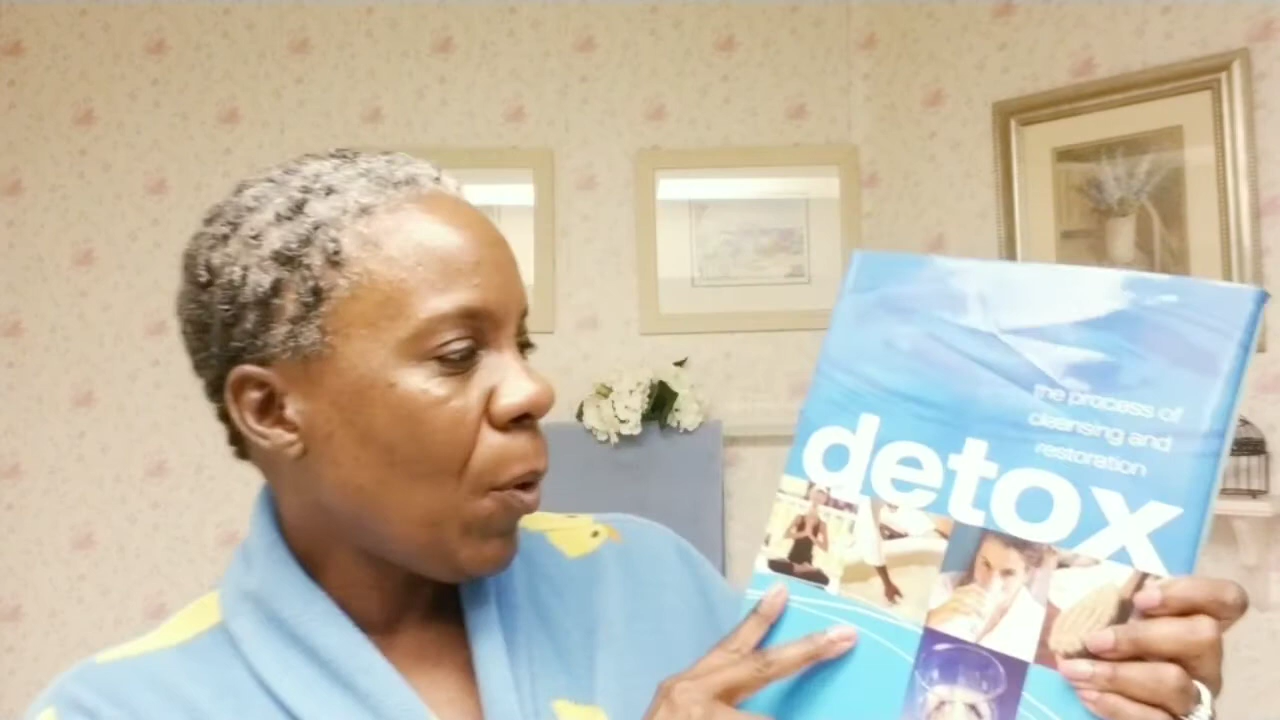 the process of
cleansing and
restoration
detox